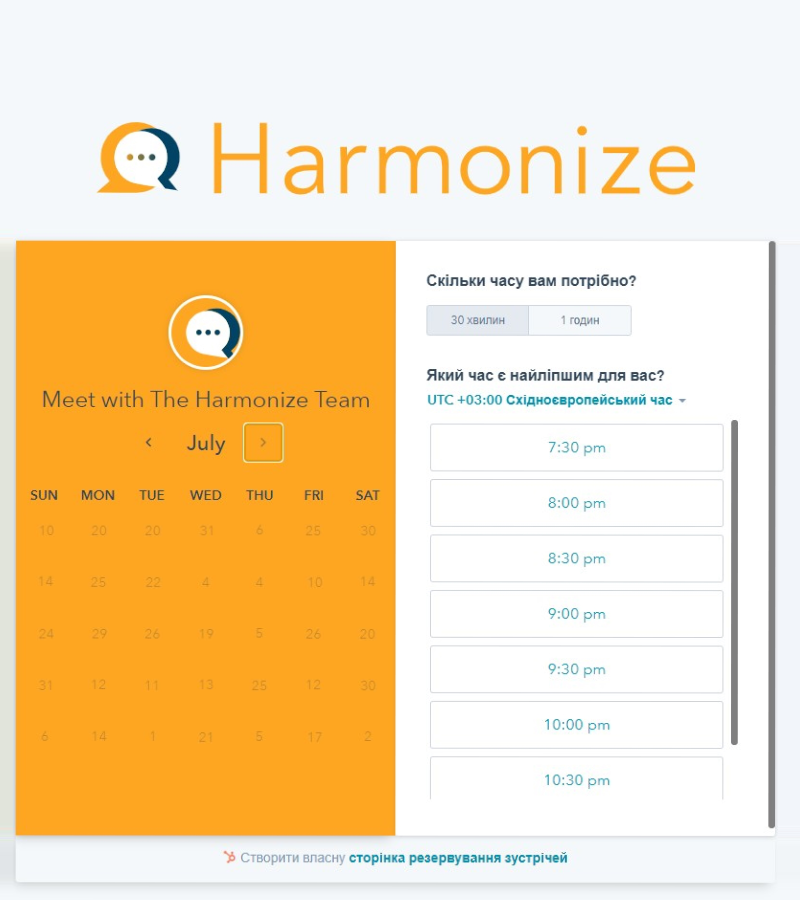 Harmonize
Meet with The Harmonize Team
July
SUN MON TUE WED THU FRI SAT
10 20 20 31 6 25 30
14 25 22 4 4 10 14
24 29 26 19 5 26 20
31 12 11 13 25 12 30
6 14 1 21 5 17 2
Скільки часу вам потрібно?
30 хвилин 1 годин
Який час є найліпшим для вас?
UTC +03:00 Східноєвропейський час
7:30 pm
8:00 pm
8:30 pm
9:00 pm
9:30 pm
10:00 pm
10:30 pm
Створити власну сторінка резервування зустрічей